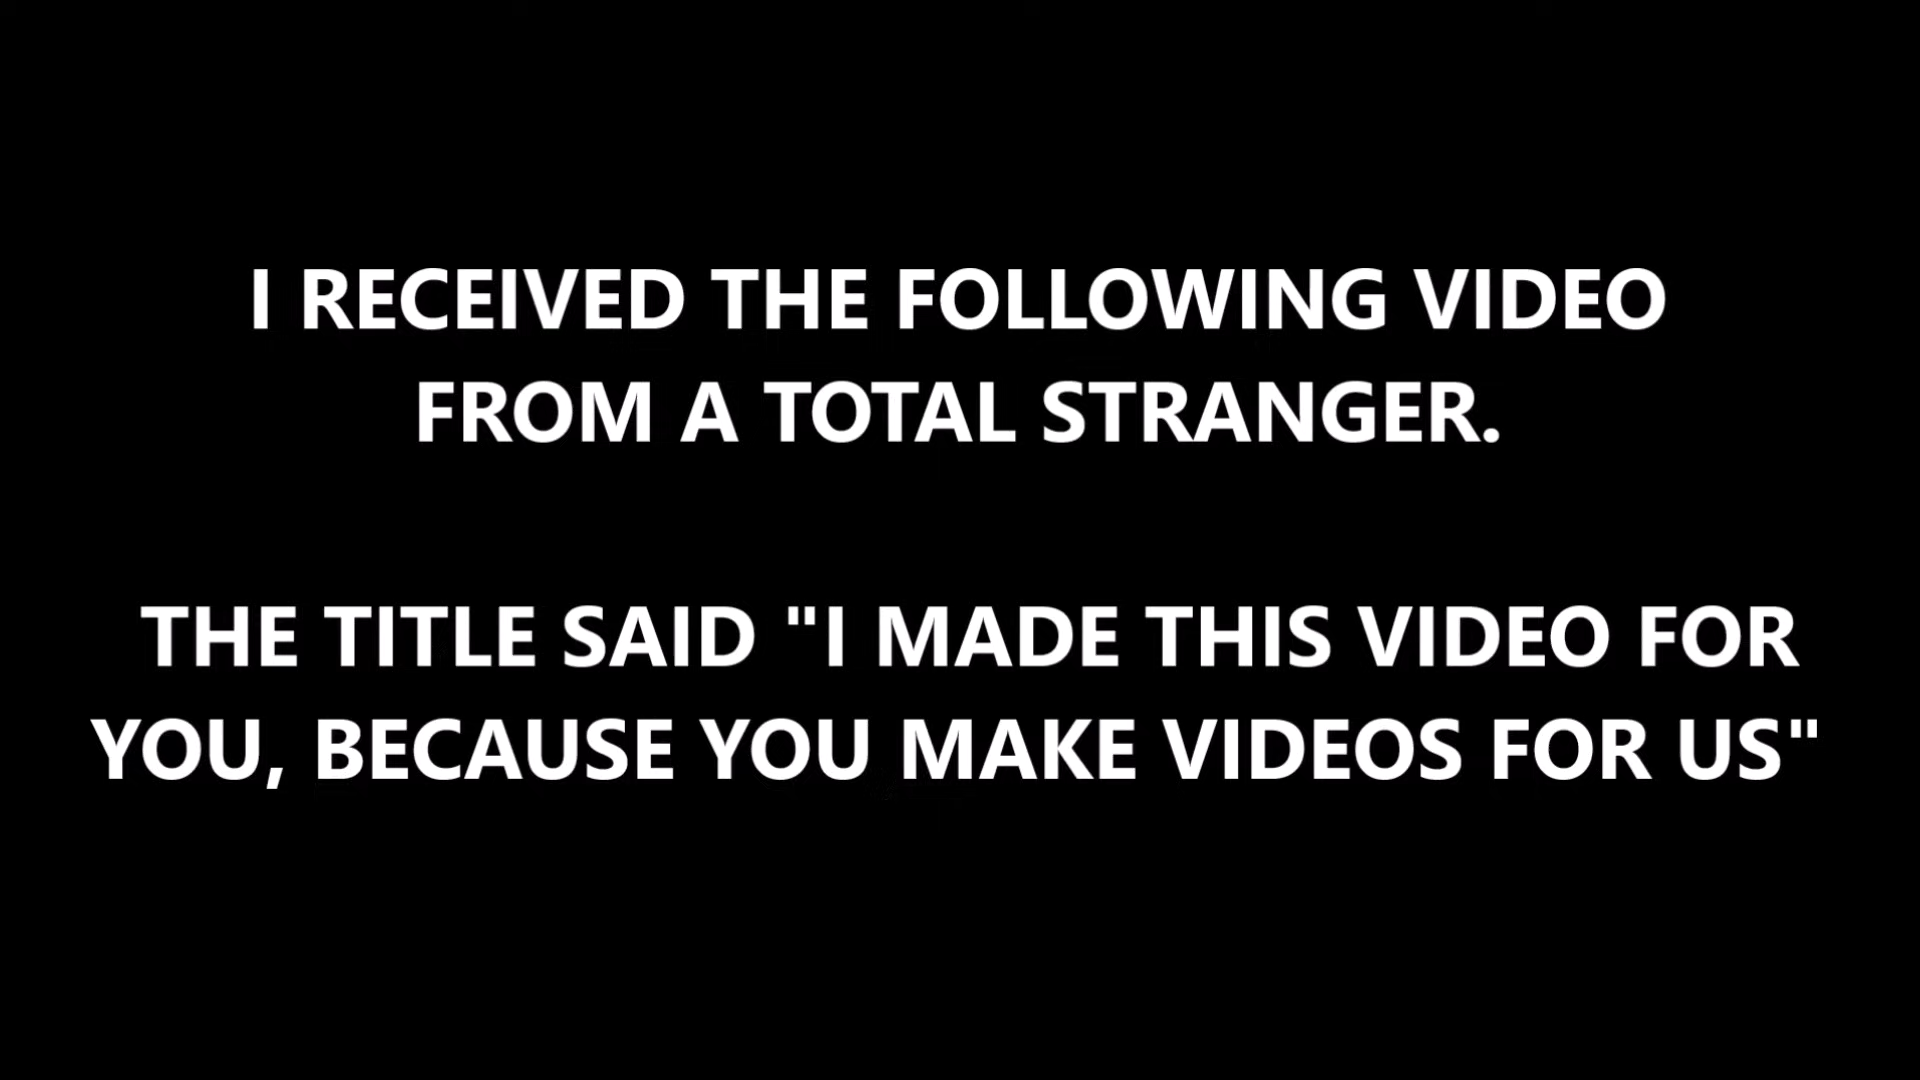 I RECEIVED THE FOLLOWING VIDEO
FROM A TOTAL STRANGER.
THE TITLE SAID "I MADE THIS VIDEO FOR
YOU, BECAUSE YOU MAKE VIDEOS FOR US"